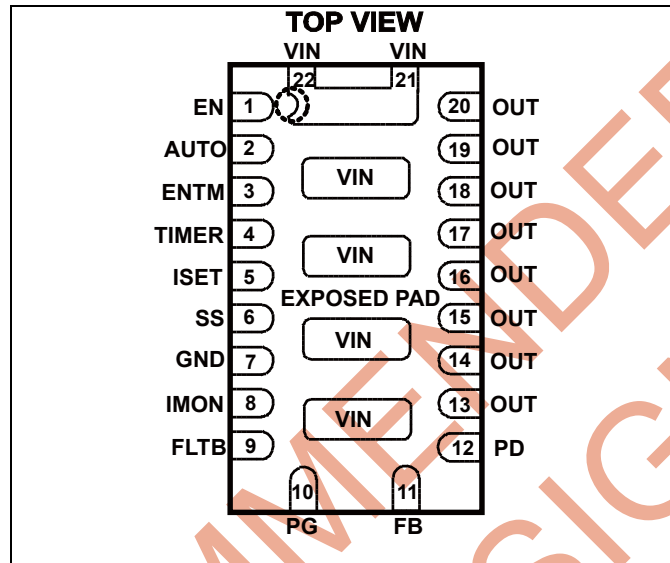 TOP VIEW
VIN VIN
22 21
EN 1 20 OUT
AUTO 2 19 OUT
ENTM 3 VIN 18 OUT
TIMER 4 17 OUT
VIN
ISET 5 16 OUT
EXPOSED PAD
SS 6 15 OUT
GND 7 VIN 14 OUT
IMON 8 13 OUT
VIN
FLTB 9 12 PD
10 11
PG FB